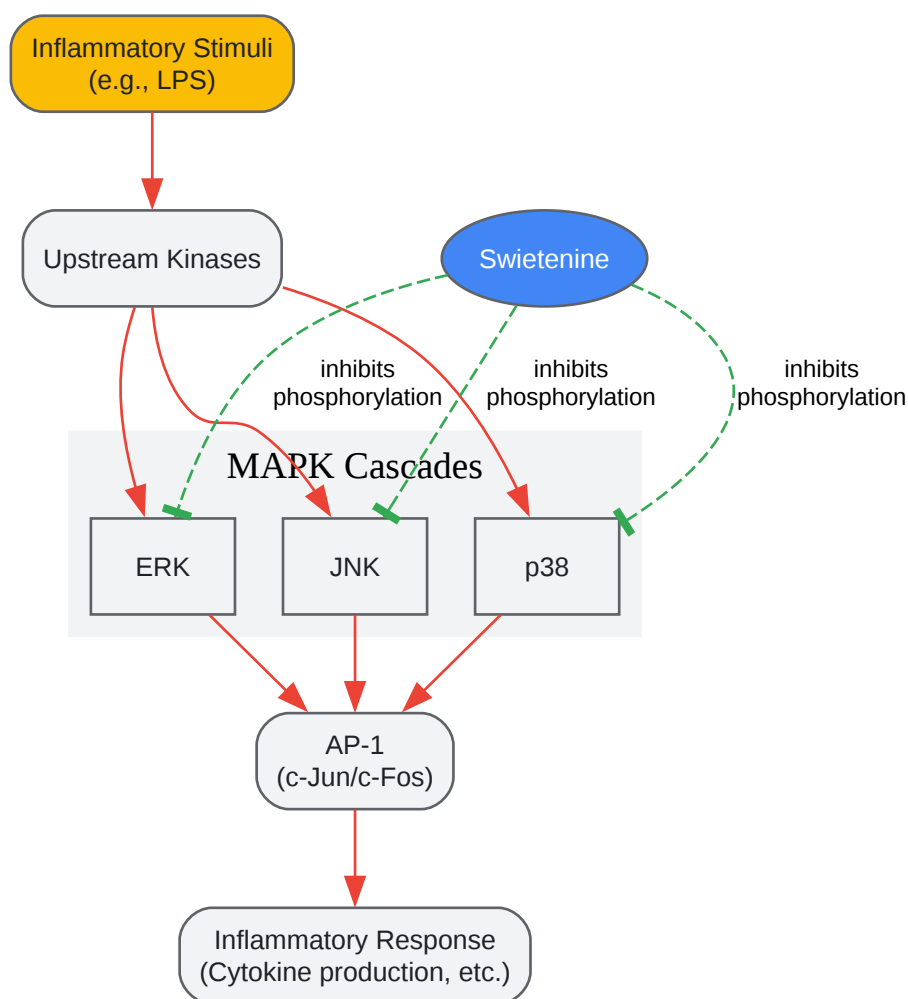 Inflammatory Stimuli
(e.g., LPS)
Upstream Kinases
Swietenine
inhibits
phosphorylation
inhibits
phosphorylation
inhibits
phosphorylation
MAPK Cascades
ERK
JNK
p38
AP-1
(c-Jun/c-Fos)
Inflammatory Response
(Cytokine production, etc.)